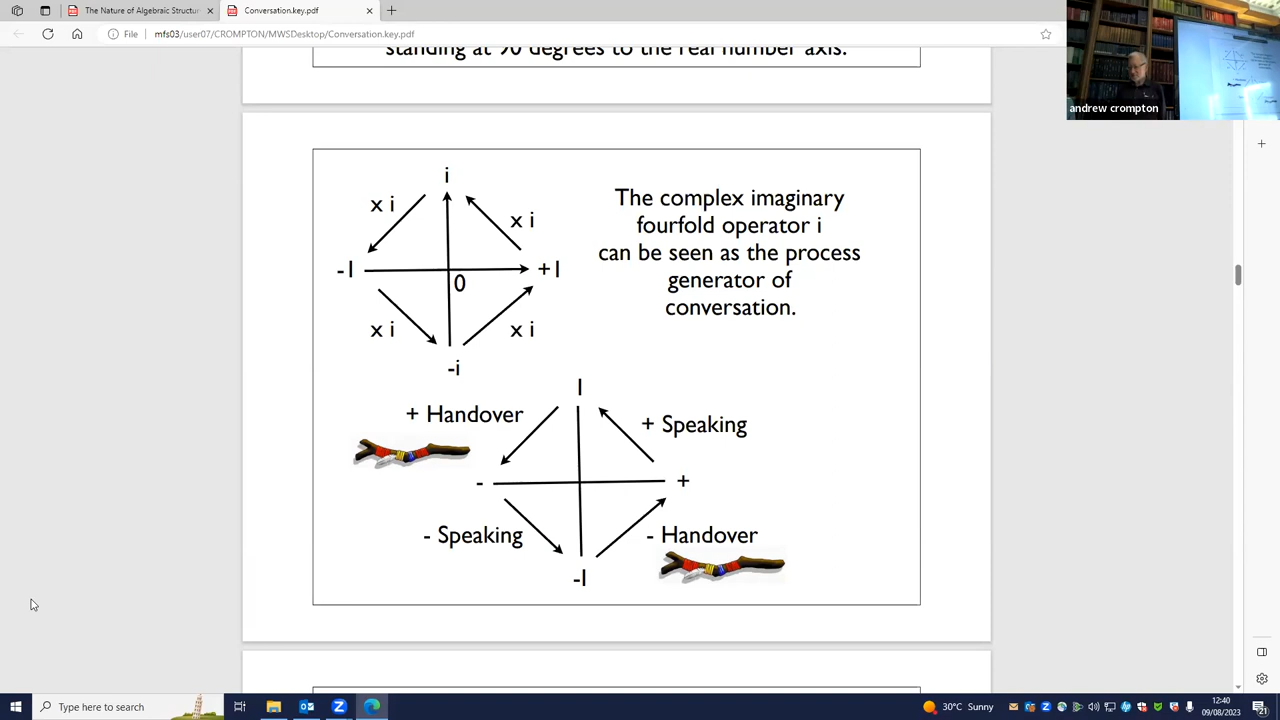 The Nature of Algebraic Structur
Conversation.key.pdf
File
mfs03/user07/CROMPTON/MWSDesktop/Conversation.key.pdf
andrew crompton
standing at 90 degrees to the real number axis.
i
x i
x i
-1
+1
0
x i
x i
-i
The complex imaginary
fourfold operator i
can be seen as the process
generator of
conversation.
1
+ Handover
+ Speaking
-
+
- Speaking
- Handover
-1
Type here to search
30°C Sunny
12:40
09/08/2023
21